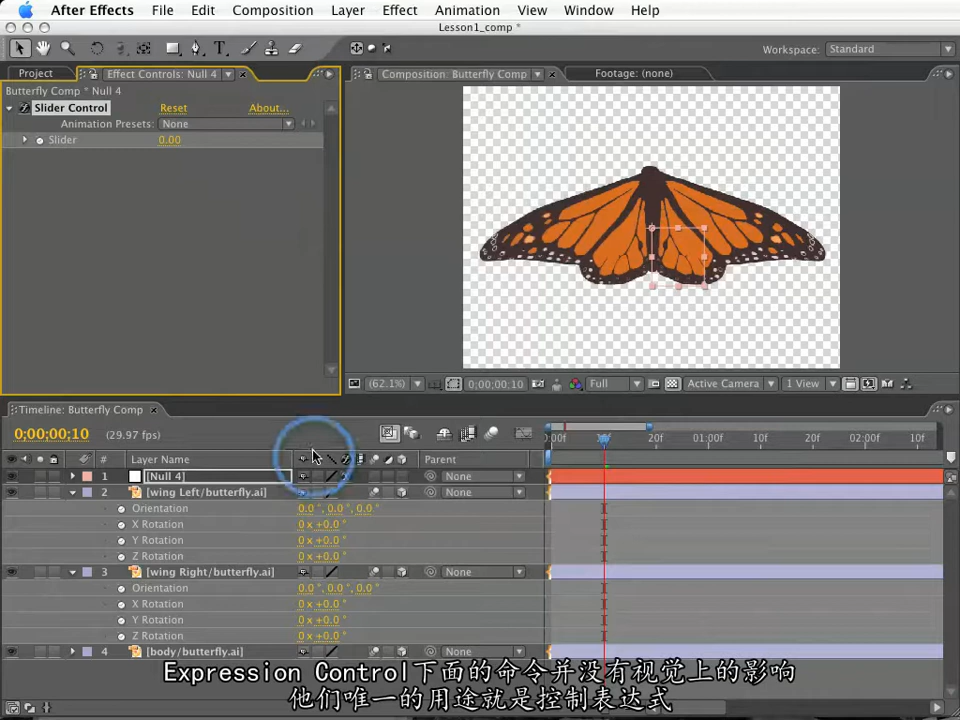 After Effects File Edit Composition Layer Effect Animation View Window Help
Lesson1_comp *
Workspace: Standard
Project Effect Controls: Null 4 Composition: Butterfly Comp Footage: (none)
Butterfly Comp * Null 4
Slider Control Reset About...
Animation Presets: None
Slider 0.00
(62.1%) 0;00;00;10 Full Active Camera 1 View
Timeline: Butterfly Comp
0;00;00;10 (29.97 fps)
0:00f 10f 20f 01:00f 10f 20f 02:00f 10f
# Layer Name Parent
1 [Null 4] None
2 [wing Left/butterfly.ai] None
Orientation 0.0°, 0.0°, 0.0°
X Rotation 0 x +0.0°
Y Rotation 0 x +0.0°
Z Rotation 0 x +0.0°
3 [wing Right/butterfly.ai] None
Orientation 0.0°, 0.0°, 0.0°
X Rotation 0 x +0.0°
Y Rotation 0 x +0.0°
Z Rotation 0 x +0.0°
4 [body/butterfly.ai] None
Expression Control下面的命令并没有视觉上的影响
他们唯一的用途就是控制表达式